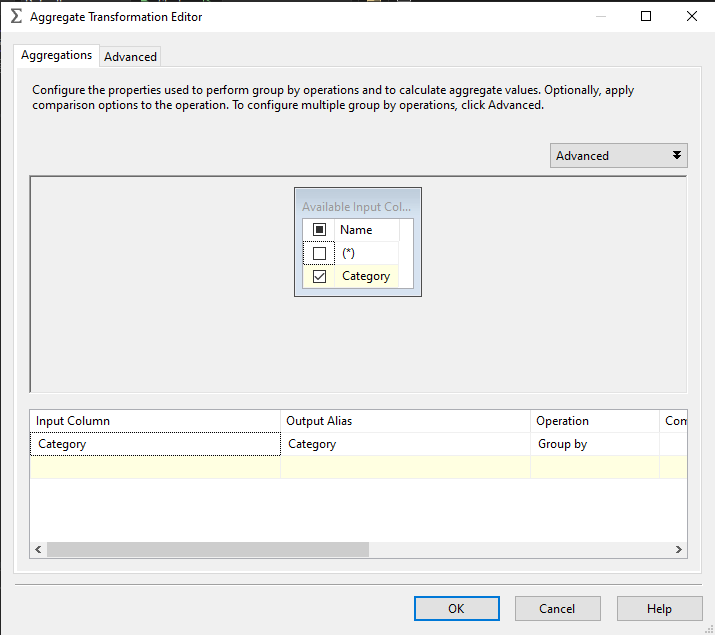 Aggregate Transformation Editor
Aggregations
Advanced
Configure the properties used to perform group by operations and to calculate aggregate values. Optionally, apply
comparison options to the operation. To configure multiple group by operations, click Advanced.
Advanced
Available Input Col...
Name
(*)
Category
Input Column Output Alias Operation Com
Category Category Group by
OK Cancel Help